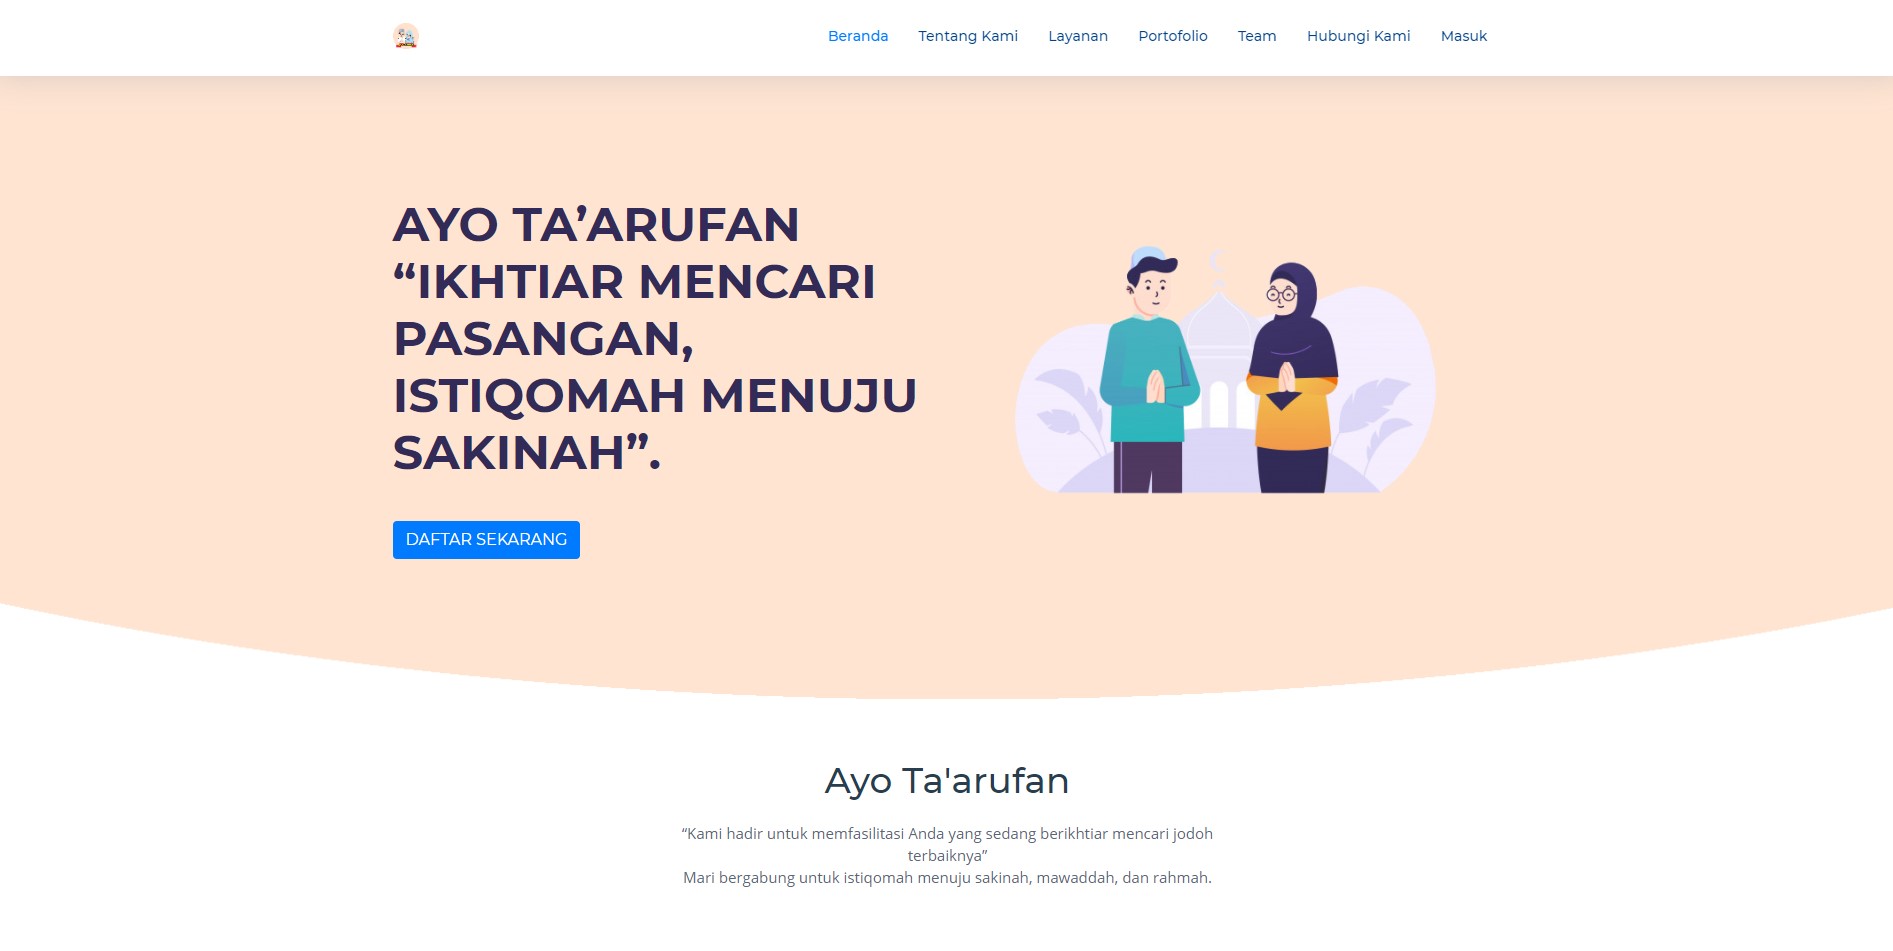 Beranda Tentang Kami Layanan Portofolio Team Hubungi Kami Masuk
AYO TA’ARUFAN
“IKHTIAR MENCARI
PASANGAN,
ISTIQOMAH MENUJU
SAKINAH”.
DAFTAR SEKARANG
Ayo Ta'arufan
“Kami hadir untuk memfasilitasi Anda yang sedang berikhtiar mencari jodoh
terbaiknya”
Mari bergabung untuk istiqomah menuju sakinah, mawaddah, dan rahmah.